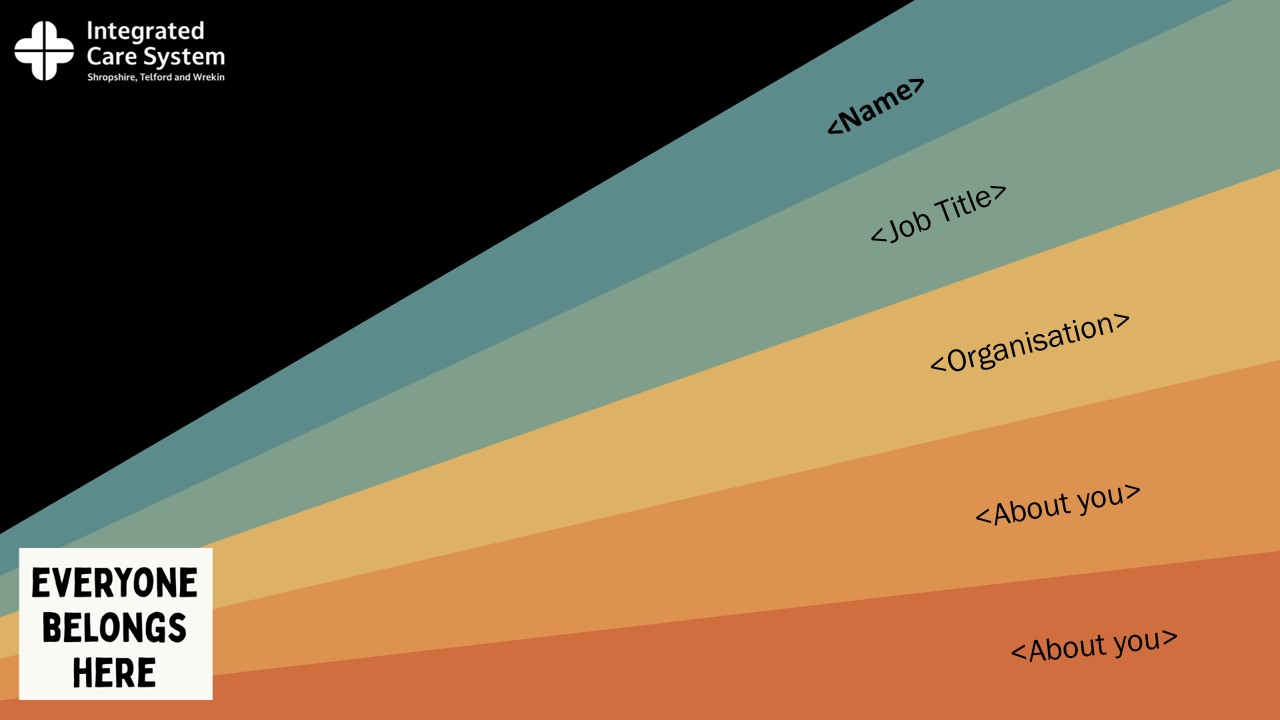 Integrated
Care System
Shropshire, Telford and Wrekin
<Name>
<Job Title>
<Organisation>
<About you>
<About you>
EVERYONE
BELONGS
HERE